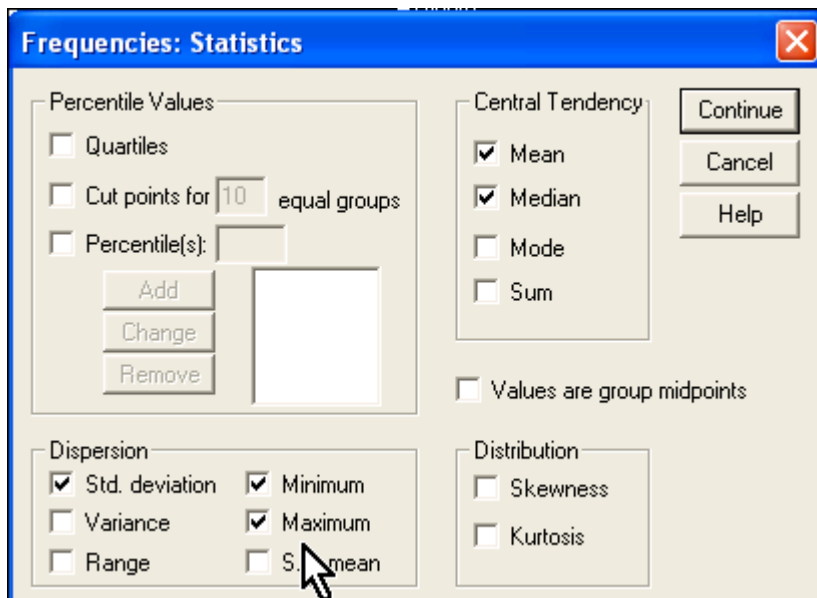 Frequencies: Statistics
Percentile Values
Quartiles
Cut points for 10 equal groups
Percentile(s):
Add
Change
Remove
Central Tendency
Mean
Median
Mode
Sum
Continue
Cancel
Help
Values are group midpoints
Dispersion
Std. deviation
Minimum
Variance
Maximum
Range
mean
Distribution
Skewness
Kurtosis